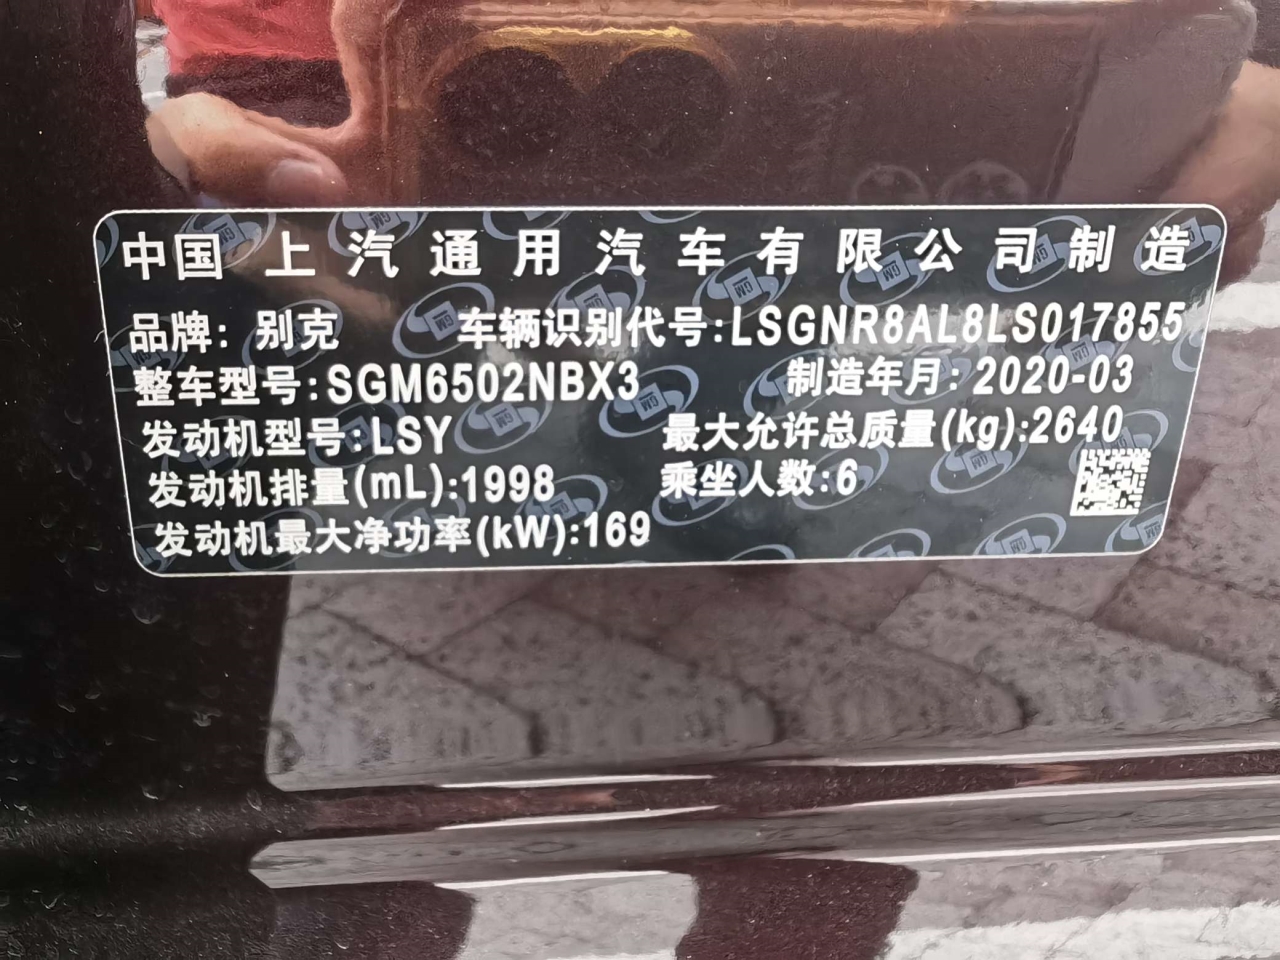 中国上汽通用汽车有限公司制造
品牌：别克 车辆识别代号:LSGNR8AL8LS017855
整车型号:SGM6502NBX3 制造年月：2020-03
发动机型号:LSY 最大允许总质量(kg):2640
发动机排量(mL):1998 乘坐人数:6
发动机最大净功率(kW):169